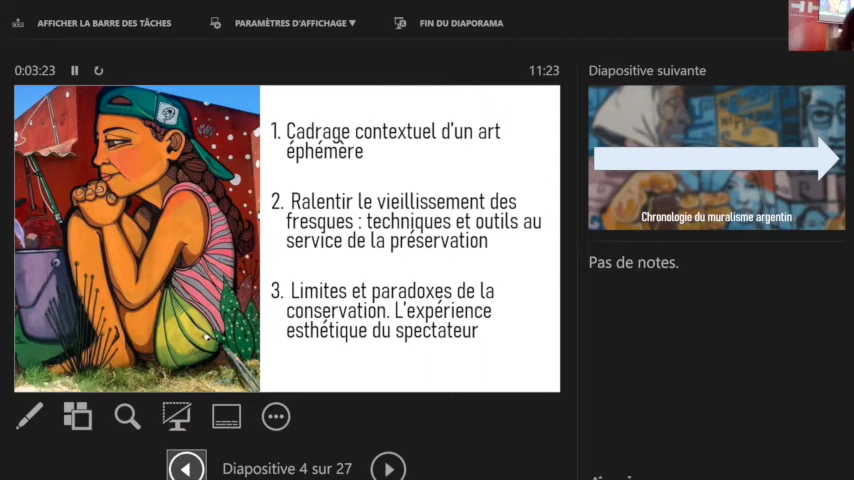 AFFICHER LA BARRE DES TÂCHES
PARAMÈTRES D'AFFICHAGE ▼
FIN DU DIAPORAMA
0:03:23
11:23
Diapositive suivante
1. Cadrage contextuel d'un art
éphémère
2. Ralentir le vieillissement des
fresques : techniques et outils au
service de la préservation
3. Limites et paradoxes de la
conservation. L'expérience
esthétique du spectateur
Chronologie du muralisme argentin
Pas de notes.
Diapositive 4 sur 27